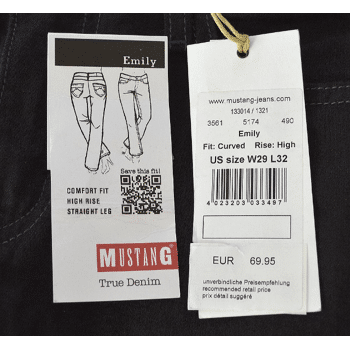 Emily
Save this fit!
COMFORT FIT
HIGH RISE
STRAIGHT LEG
MUSTANG
True Denim
www.mustang-jeans.com
133014 / 1321
3561 5174 490
Emily
Fit: Curved Rise: High
US size W29 L32
4 023203 033497
EUR 69.95
unverbindliche Preisempfehlung
recommended retail price
prix détail suggéré